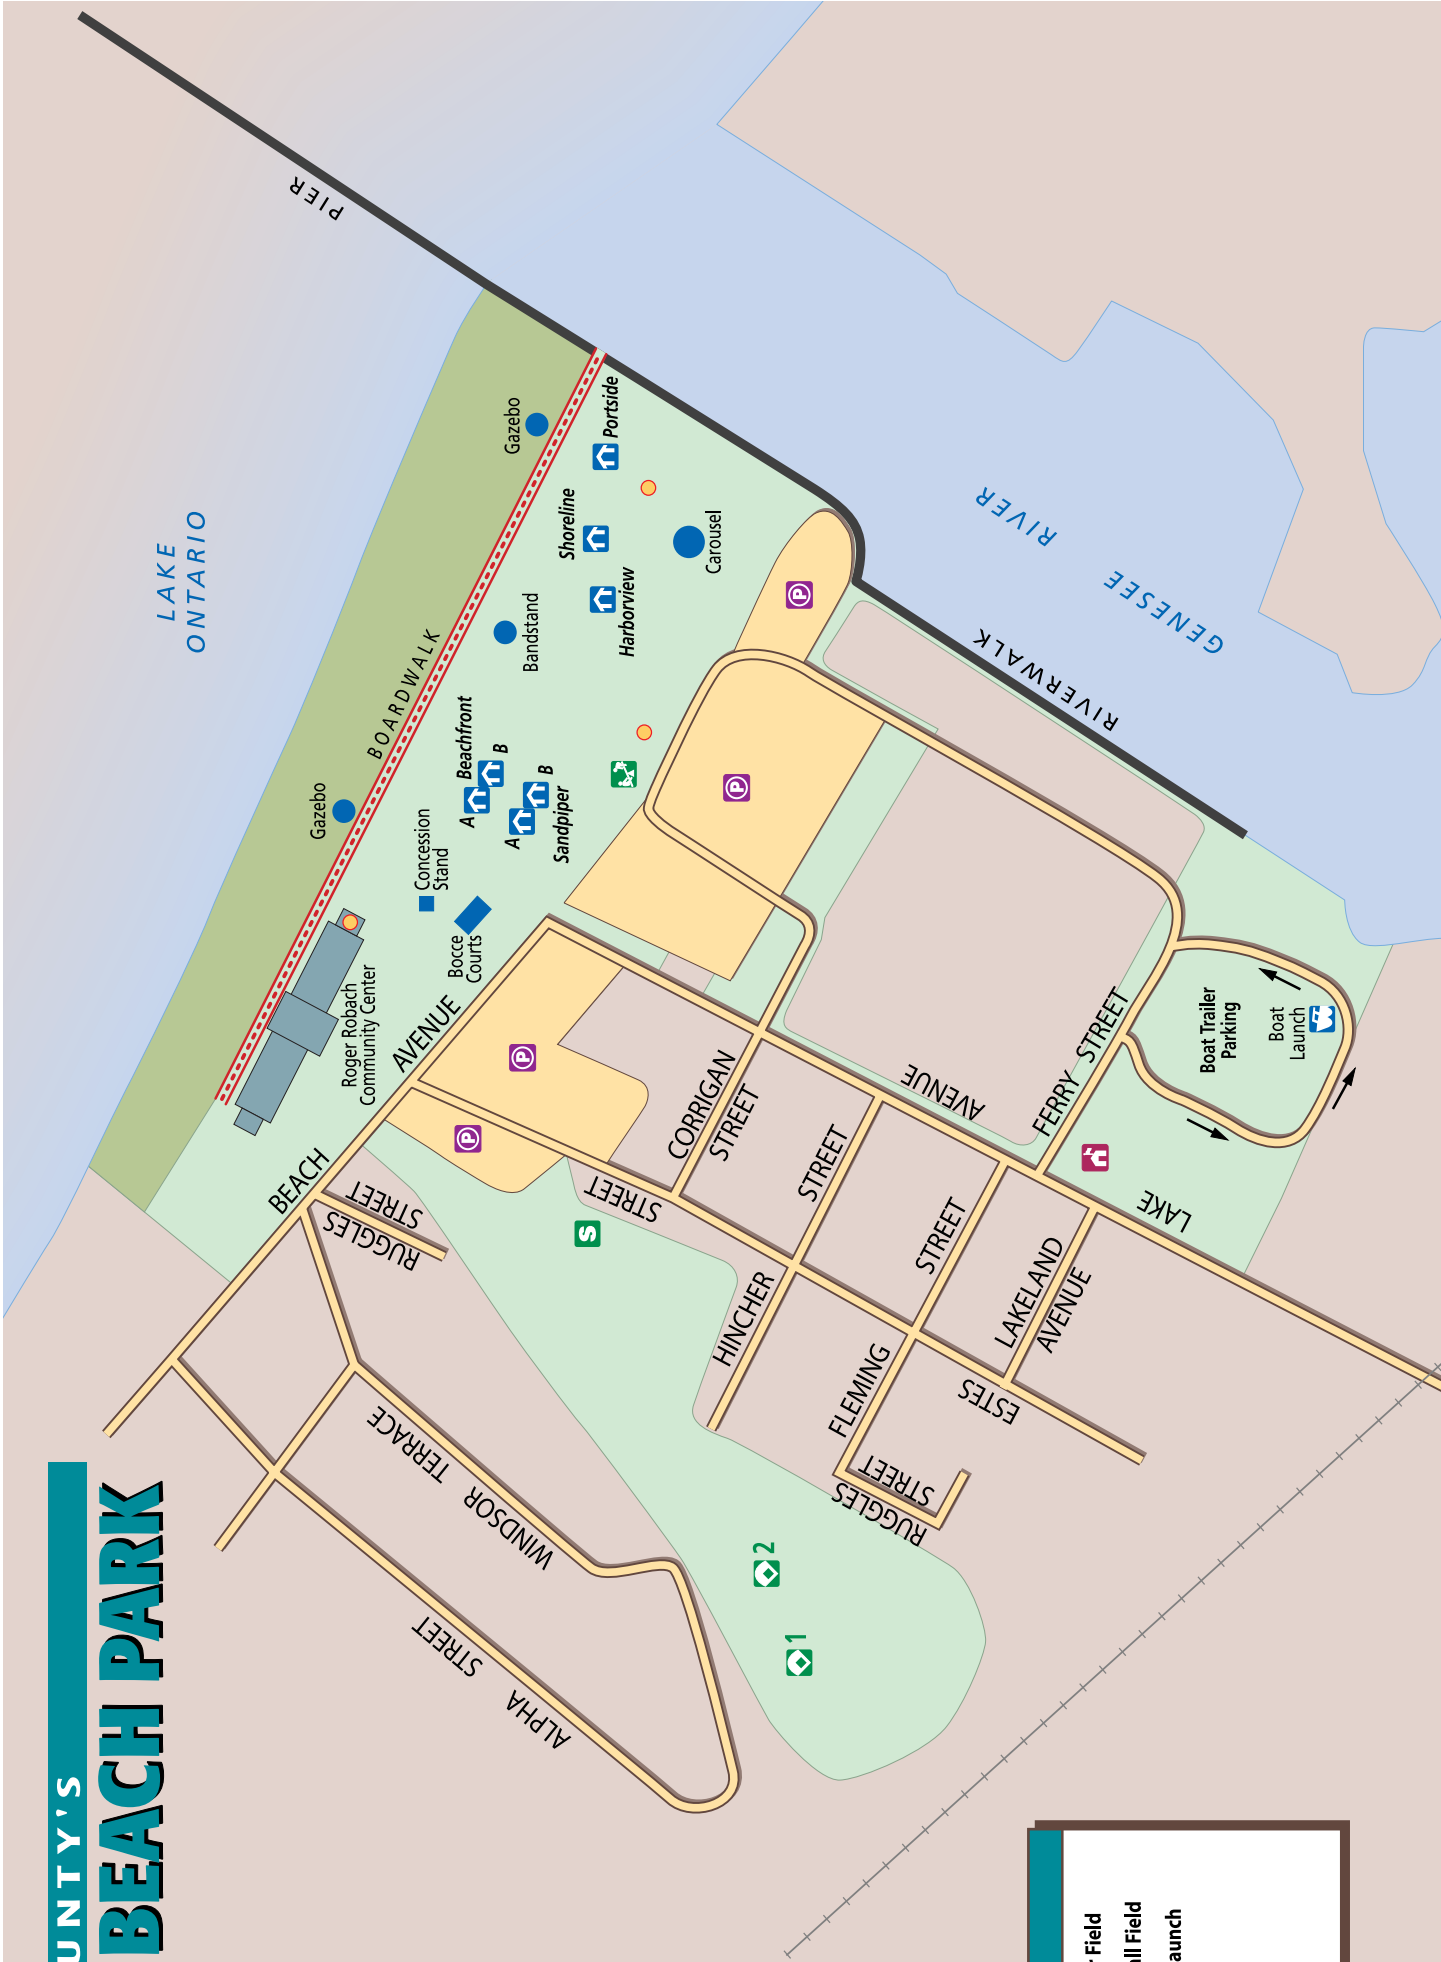 UNTY'S
BEACH PARK
LAKE
ONTARIO
PIER
GENESEE
RIVER
RIVERWALK
BOARDWALK
Gazebo
Gazebo
Portside
Shoreline
Harborview
Carousel
Bandstand
Beachfront
A
B
A
B
Sandpiper
Concession
Stand
Bocce
Courts
Roger Robach
Community Center
P
P
P
P
S
BEACH
AVENUE
RUGGLES
STREET
WINDSOR
TERRACE
ALPHA
STREET
ESTES
STREET
CORRIGAN
STREET
HINCHER
STREET
FLEMING
STREET
RUGGLES
STREET
LAKELAND
AVENUE
LAKE
AVENUE
FERRY STREET
Boat Trailer
Parking
Boat
Launch
1
2
Field
ll Field
aunch